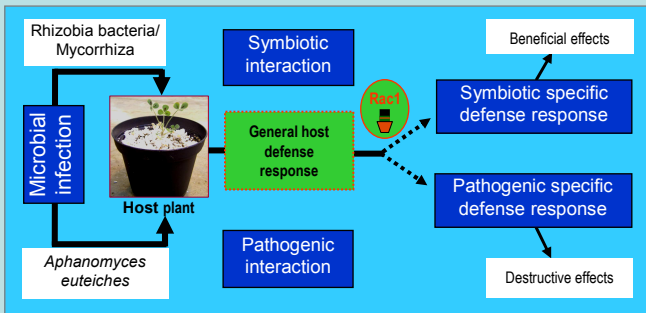 Rhizobia bacteria/
Mycorrhiza
Microbial
infection
Host plant
Aphanomyces
euteiches
Symbiotic
interaction
General host
defense
response
Pathogenic
interaction
Rac1
Beneficial effects
Symbiotic specific
defense response
Pathogenic specific
defense response
Destructive effects